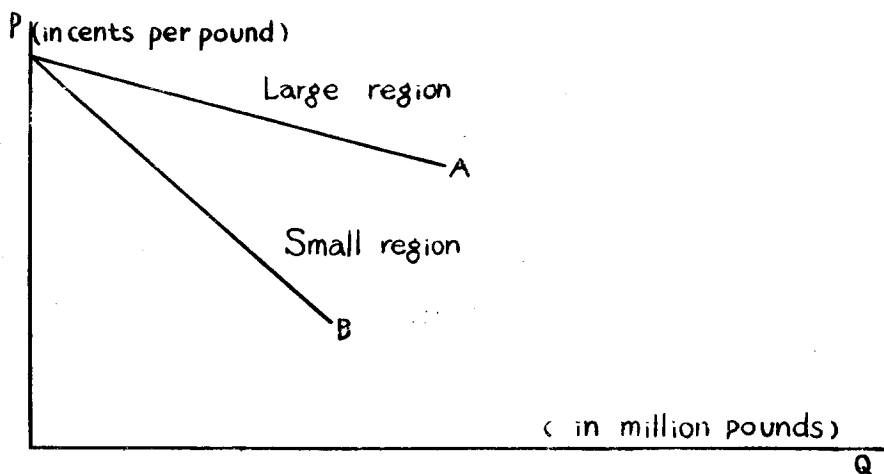 P (in cents per pound)
Large region
A
Small region
B
( in million pounds)
Q